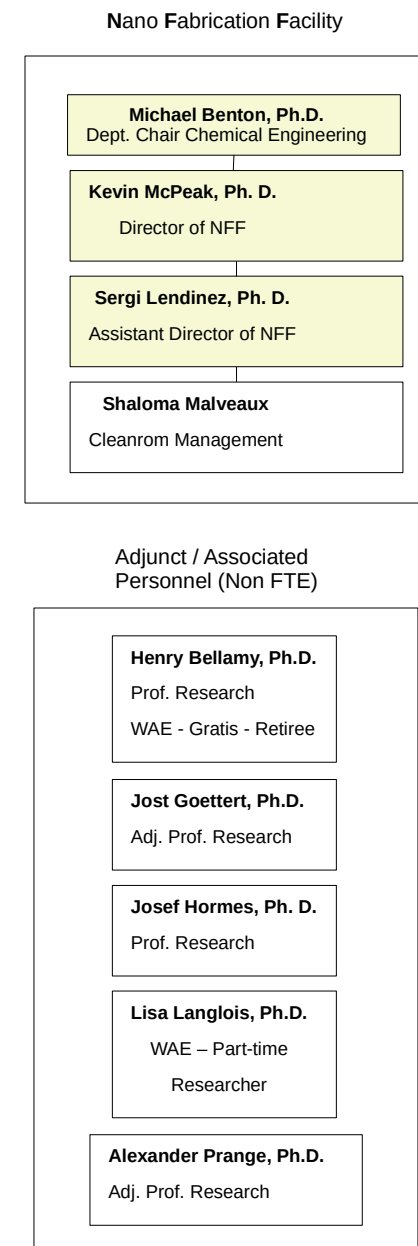 Nano Fabrication Facility
Michael Benton, Ph.D.
Dept. Chair Chemical Engineering
Kevin McPeak, Ph. D.
Director of NFF
Sergi Lendinez, Ph. D.
Assistant Director of NFF
Shaloma Malveaux
Cleanrom Management
Adjunct / Associated
Personnel (Non FTE)
Henry Bellamy, Ph.D.
Prof. Research
WAE - Gratis - Retiree
Jost Goettert, Ph.D.
Adj. Prof. Research
Josef Hormes, Ph. D.
Prof. Research
Lisa Langlois, Ph.D.
WAE – Part-time
Researcher
Alexander Prange, Ph.D.
Adj. Prof. Research